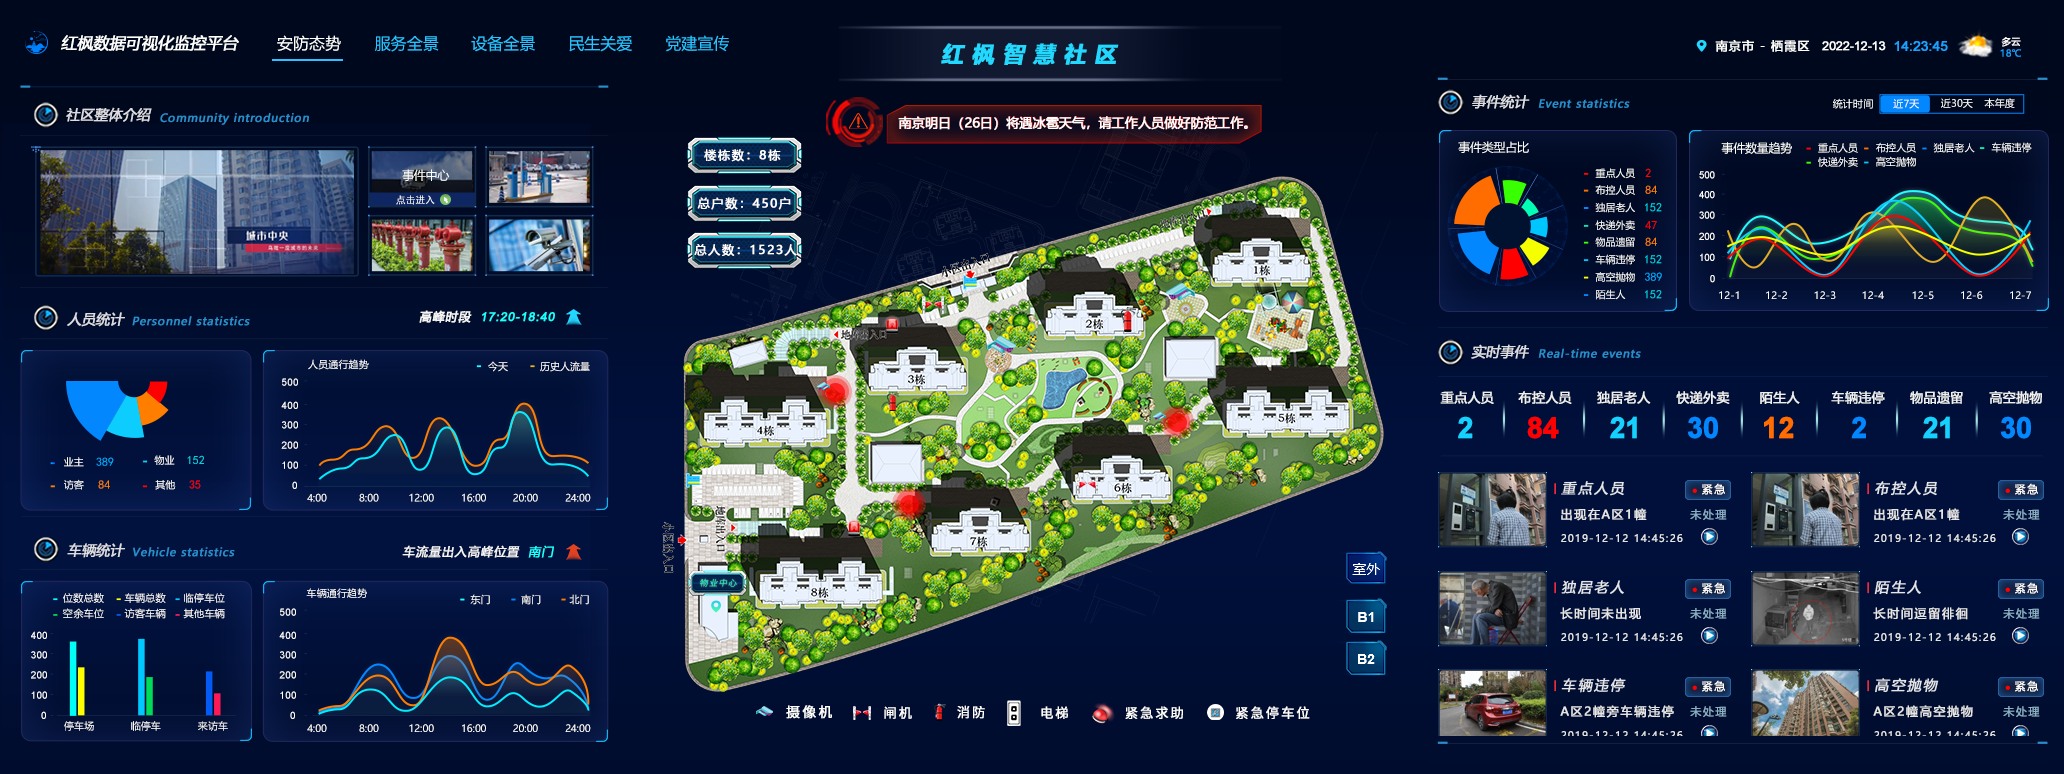 红枫数据可视化监控平台
安防态势
服务全景
设备全景
民生关爱
党建宣传
红枫智慧社区
南京市 - 栖霞区 2022-12-13 14:23:45
多云
18℃
社区整体介绍 Community introduction
城市中央
事件中心
点击进入
人员统计 Personnel statistics
高峰时段 17:20-18:40
业主 389
物业 152
访客 84
其他 35
人员通行趋势
今天
历史人流量
500
400
300
200
100
0
4:00
8:00
12:00
16:00
20:00
24:00
车辆统计 Vehicle statistics
车流量出入高峰位置 南门
位数总数
车辆总数
临停车位
空余车位
访客车辆
其他车辆
400
300
200
100
0
停车场
临停车
来访车
车辆通行趋势
东门
南门
北门
500
400
300
200
100
0
4:00
8:00
12:00
16:00
20:00
24:00
南京明日（26日）将遇冰雹天气，请工作人员做好防范工作。
楼栋数：8栋
总户数：450户
总人数：1523人
1栋
2栋
3栋
4栋
5栋
6栋
7栋
8栋
物业中心
室外
B1
B2
摄像机
闸机
消防
电梯
紧急求助
紧急停车位
事件统计 Event statistics
统计时间
近7天
近30天
本年度
事件类型占比
重点人员 2
布控人员 84
独居老人 152
快递外卖 47
物品遗留 84
车辆违停 152
高空抛物 389
陌生人 152
事件数量趋势
重点人员
布控人员
独居老人
车辆违停
快递外卖
高空抛物
500
400
300
200
100
0
12-1
12-2
12-3
12-4
12-5
12-6
12-7
实时事件 Real-time events
重点人员
布控人员
独居老人
快递外卖
陌生人
车辆违停
物品遗留
高空抛物
2
84
21
30
12
2
21
30
重点人员
紧急
出现在A区1幢
未处理
2019-12-12 14:45:26
布控人员
紧急
出现在A区1幢
未处理
2019-12-12 14:45:26
独居老人
紧急
长时间未出现
未处理
2019-12-12 14:45:26
陌生人
紧急
长时间逗留徘徊
未处理
2019-12-12 14:45:26
车辆违停
紧急
A区2幢旁车辆违停
未处理
2019-12-12 14:45:26
高空抛物
紧急
A区2幢高空抛物
未处理
2019-12-12 14:45:26